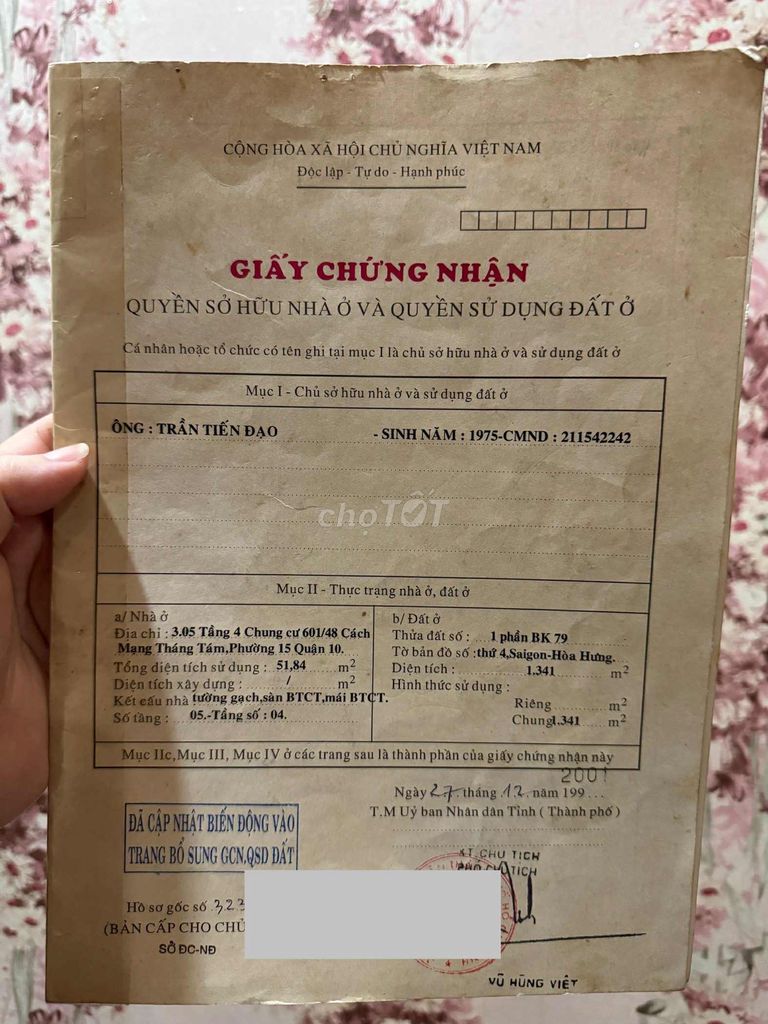 CỘNG HÒA XÃ HỘI CHỦ NGHĨA VIỆT NAM
Độc lập - Tự do - Hạnh phúc
GIẤY CHỨNG NHẬN
QUYỀN SỞ HỮU NHÀ Ở VÀ QUYỀN SỬ DỤNG ĐẤT Ở
Cá nhân hoặc tổ chức có tên ghi tại mục I là chủ sở hữu nhà ở và sử dụng đất ở
Mục I - Chủ sở hữu nhà ở và sử dụng đất ở
ÔNG : TRẦN TIẾN ĐẠO - SINH NĂM : 1975-CMND : 211542242
chợTỐT
Mục II - Thực trạng nhà ở, đất ở
a/ Nhà ở
Địa chỉ : 3.05 Tầng 4 Chung cư 601/48 Cách
Mạng Tháng Tám,Phường 15 Quận 10.
Tổng diện tích sử dụng : 51,84 m2
Diện tích xây dựng : / m2
Kết cấu nhà tường gạch,sàn BTCT,mái BTCT.
Số tầng : 05.-Tầng số : 04.
b/ Đất ở
Thửa đất số : 1 phần BK 79
Tờ bản đồ số :thứ 4,Saigon-Hòa Hưng.
Diện tích : 1.341 m2
Hình thức sử dụng :
Riêng m2
Chung1.341 m2
Mục IIc,Mục III, Mục IV ở các trang sau là thành phần của giấy chứng nhận này
2001
Ngày 27 tháng 12 năm 199...
T.M Uỷ ban Nhân dân Tỉnh ( Thành phố )
ĐÃ CẬP NHẬT BIẾN ĐỘNG VÀO
TRANG BỔ SUNG GCN,QSD ĐẤT
KT.CHỦ TỊCH
PHÓ CHỦ TỊCH
Hồ sơ gốc số 323
(BẢN CẤP CHO CHỦ
SỞ ĐC-NĐ
VŨ HÙNG VIỆT